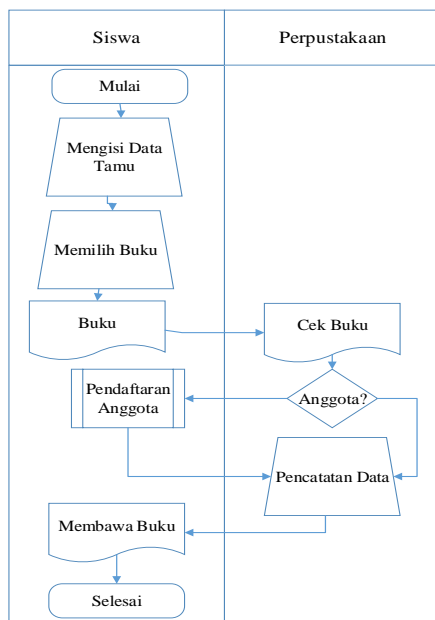 Siswa
Perpustakaan
Mulai
Mengisi Data
Tamu
Memilih Buku
Buku
Cek Buku
Pendaftaran
Anggota
Anggota?
Pencatatan Data
Membawa Buku
Selesai